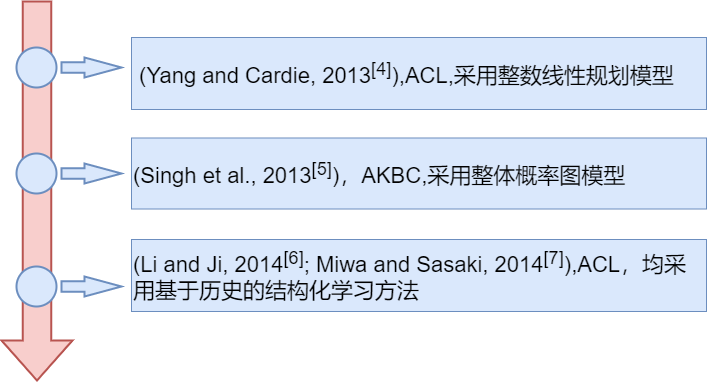 (Yang and Cardie, 2013[4]),ACL,采用整数线性规划模型
(Singh et al., 2013[5])，AKBC,采用整体概率图模型
(Li and Ji, 2014[6]; Miwa and Sasaki, 2014[7]),ACL，均采
用基于历史的结构化学习方法